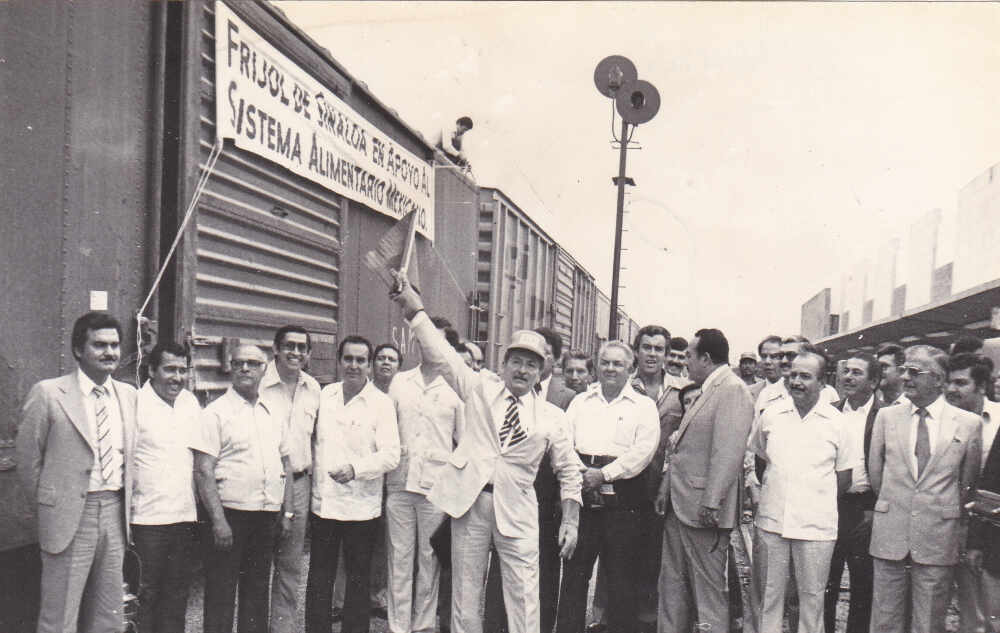 FRIJOL DE SINALOA EN APOYO AL
SISTEMA ALIMENTARIO MEXICANO.